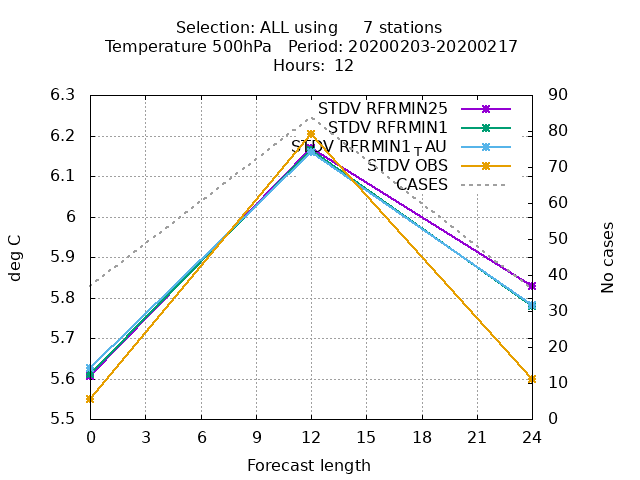 Selection: ALL using     7 stations
Temperature 500hPa   Period: 20200203-20200217
Hours:  12
STDV RFRMIN25
STDV RFRMIN1
STDV RFRMIN1TAU
STDV OBS
CASES
6.3
6.2
6.1
6
5.9
5.8
5.7
5.6
5.5
deg C
90
80
70
60
50
40
30
20
10
0
No cases
0 3 6 9 12 15 18 21 24
Forecast length